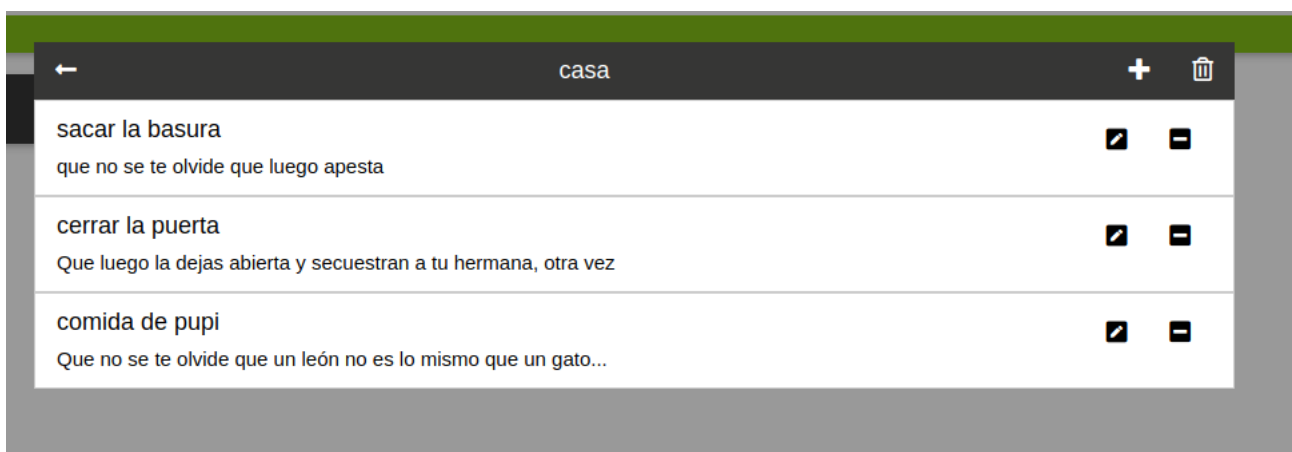 casa
sacar la basura
que no se te olvide que luego apesta
cerrar la puerta
Que luego la dejas abierta y secuestran a tu hermana, otra vez
comida de pupi
Que no se te olvide que un león no es lo mismo que un gato...